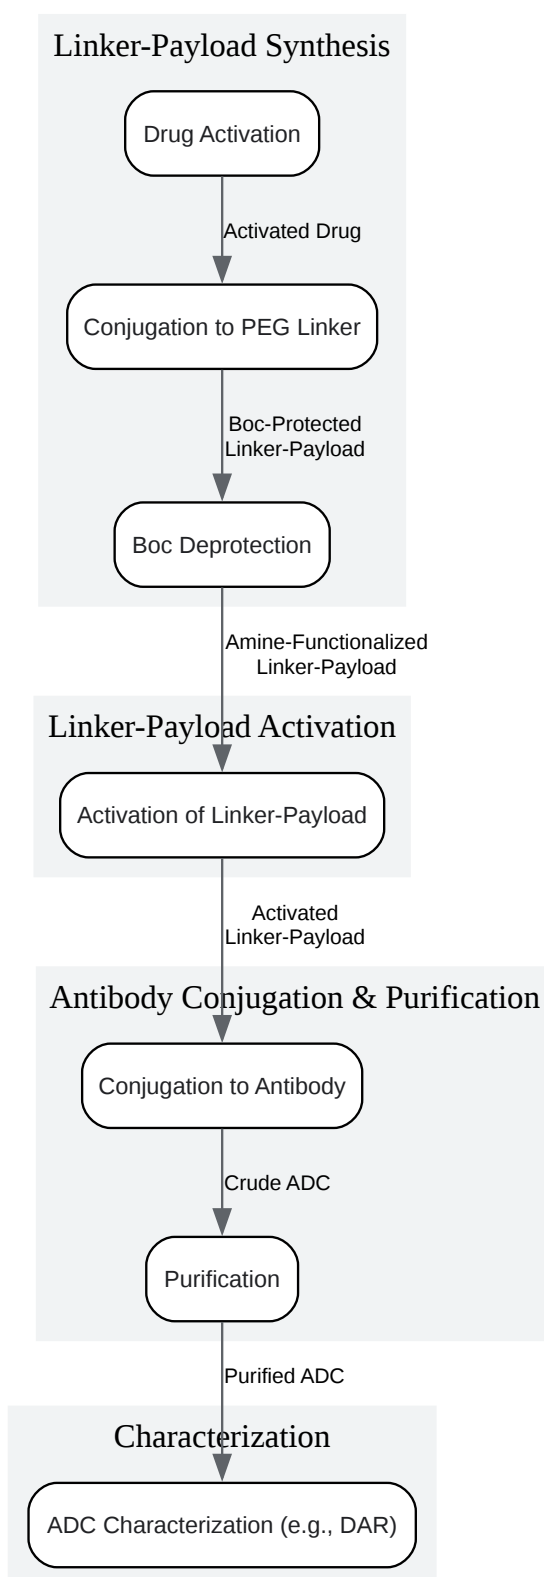 Linker-Payload Synthesis
Drug Activation
Activated Drug
Conjugation to PEG Linker
Boc-Protected
Linker-Payload
Boc Deprotection
Amine-Functionalized
Linker-Payload
Linker-Payload Activation
Activation of Linker-Payload
Activated
Linker-Payload
Antibody Conjugation & Purification
Conjugation to Antibody
Crude ADC
Purification
Purified ADC
Characterization
ADC Characterization (e.g., DAR)